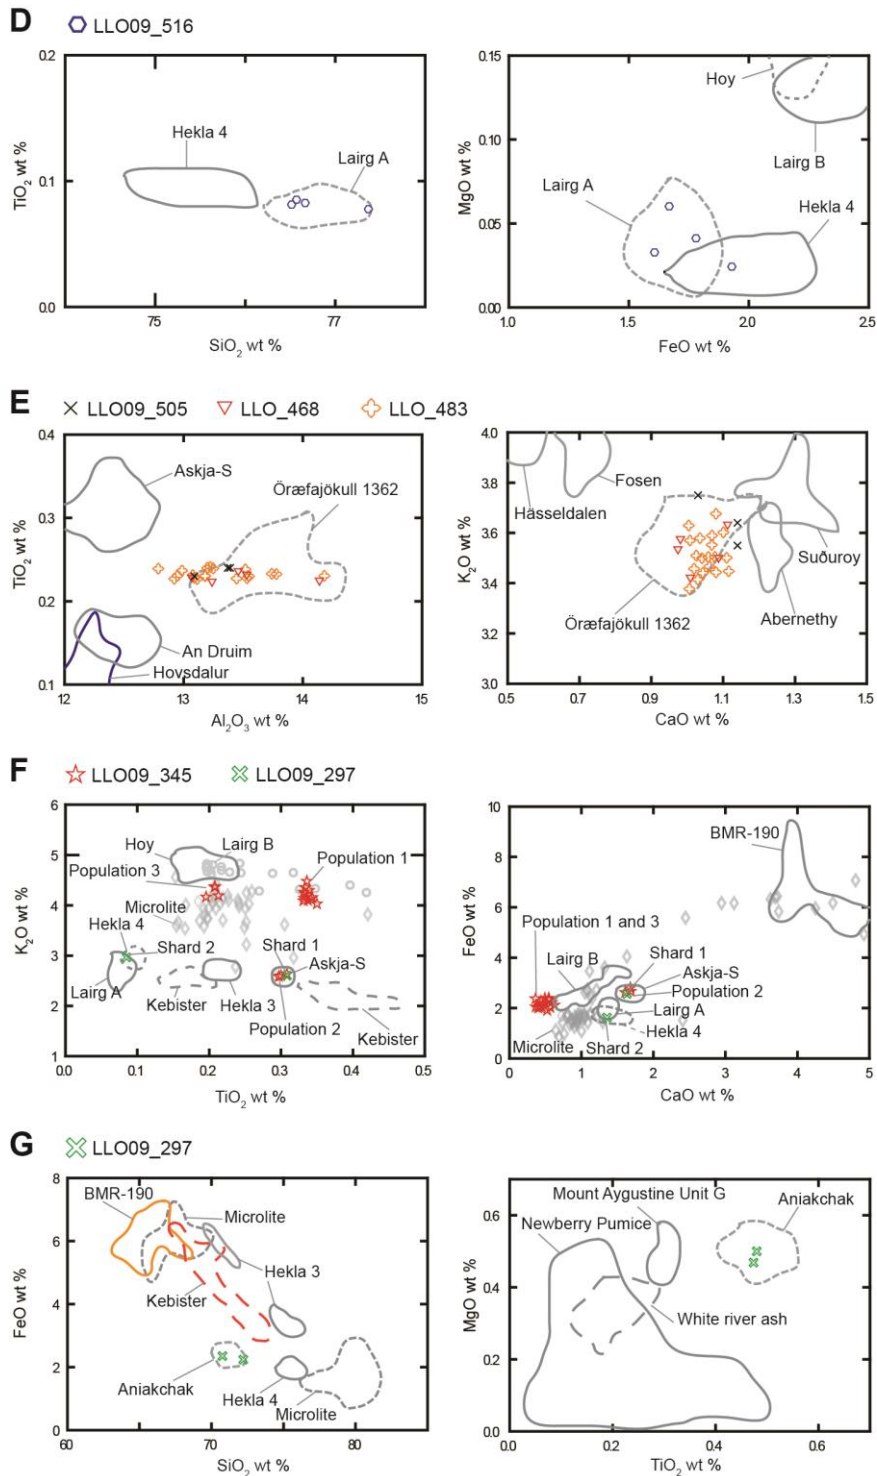 D
LLO09_516
0.2
0.1
0.0
TiO2 wt %
Hekla 4
Lairg A
75
77
SiO2 wt %
0.15
0.10
0.05
0.00
MgO wt %
Hoy
Lairg B
Lairg A
Hekla 4
1.0
1.5
2.0
2.5
FeO wt %
E
LLO09_505
LLO_468
LLO_483
0.4
0.3
0.2
0.1
TiO2 wt %
Askja-S
Öræfajökull 1362
An Druim
Hovsdalur
12
13
14
15
Al2O3 wt %
4.0
3.8
3.6
3.4
3.2
3.0
K2O wt %
Fosen
Hasseldalen
Suðuroy
Öræfajökull 1362
Abernethy
0.5
0.7
0.9
1.1
1.3
1.5
CaO wt %
F
LLO09_345
LLO09_297
6
5
4
3
2
1
K2O wt %
Hoy
Lairg B
Population 3
Population 1
Microlite
Hekla 4
Shard 2
Shard 1
Askja-S
Lairg A
Kebister
Hekla 3
Population 2
Kebister
0.0
0.1
0.2
0.3
0.4
0.5
TiO2 wt %
10
8
6
4
2
0
FeO wt %
BMR-190
Population 1 and 3
Lairg B
Shard 1
Askja-S
Population 2
Lairg A
Hekla 4
Microlite
Shard 2
0
1
2
3
4
5
CaO wt %
G
LLO09_297
8
6
4
2
0
FeO wt %
BMR-190
Microlite
Hekla 3
Kebister
Aniakchak
Hekla 4
Microlite
60
70
80
SiO2 wt %
0.6
0.4
0.2
0.0
MgO wt %
Mount Aygustine Unit G
Newberry Pumice
Aniakchak
White river ash
0.0
0.2
0.4
0.6
TiO2 wt %